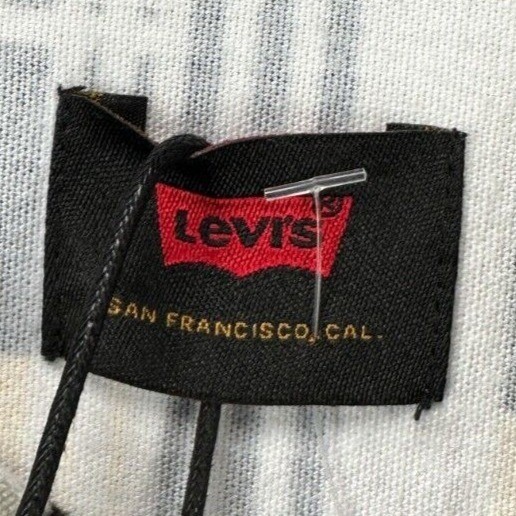 Levi's®
SAN FRANCISCO, CAL.